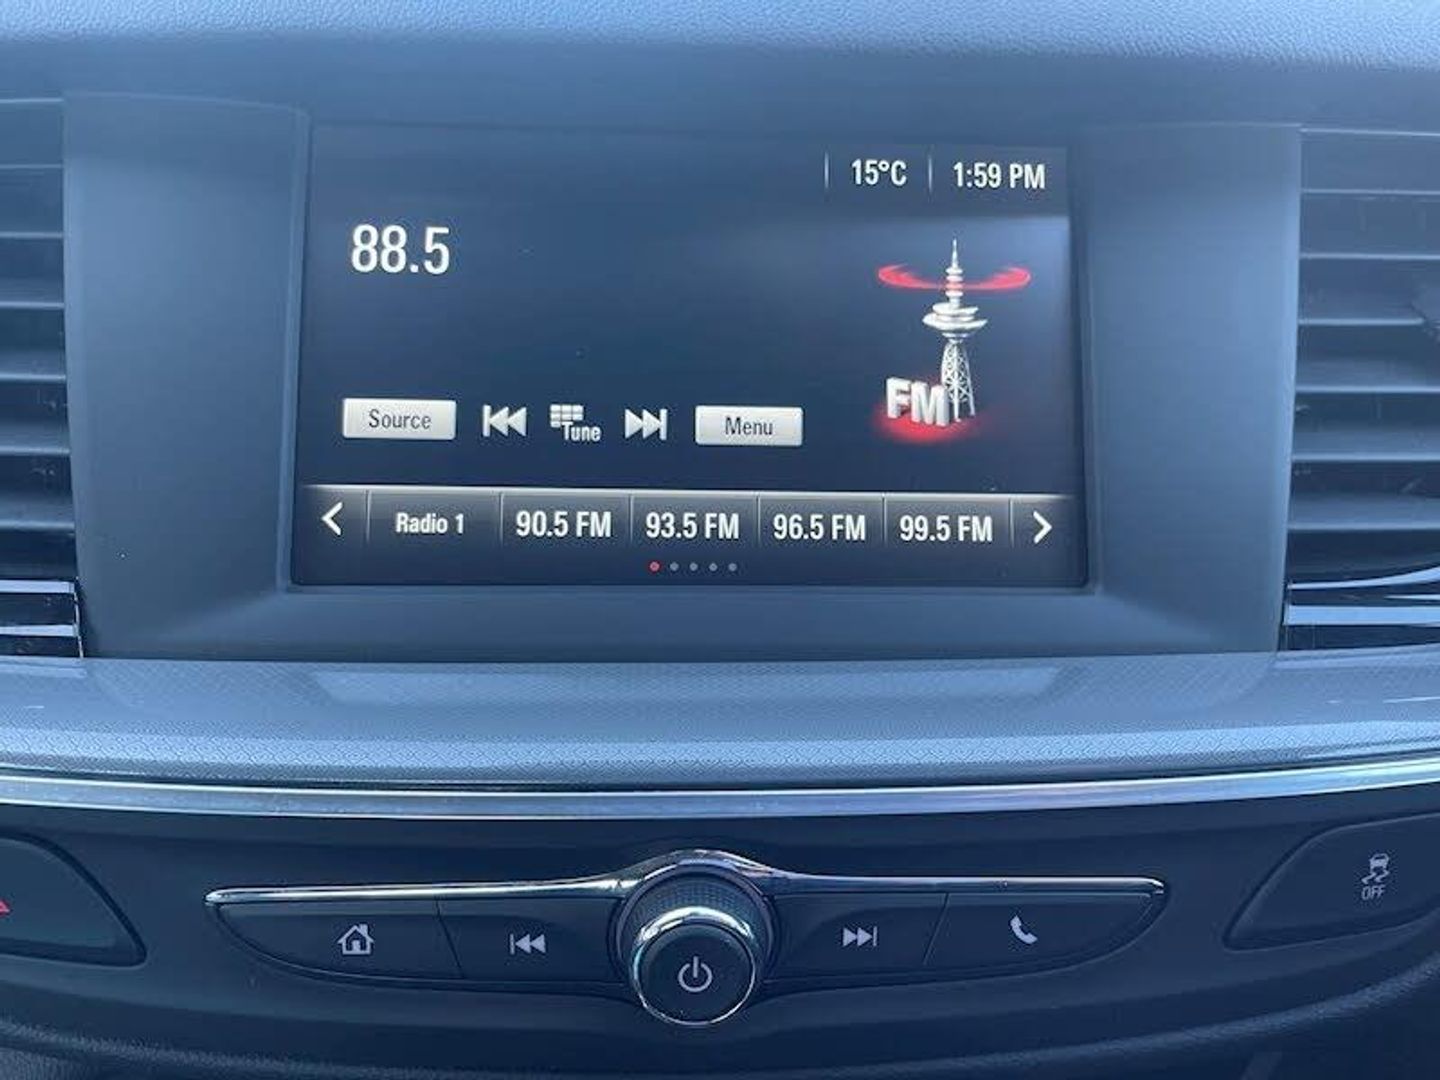 15°C 1:59 PM
88.5
FM
Source Tune Menu
Radio 1 90.5 FM 93.5 FM 96.5 FM 99.5 FM
OFF